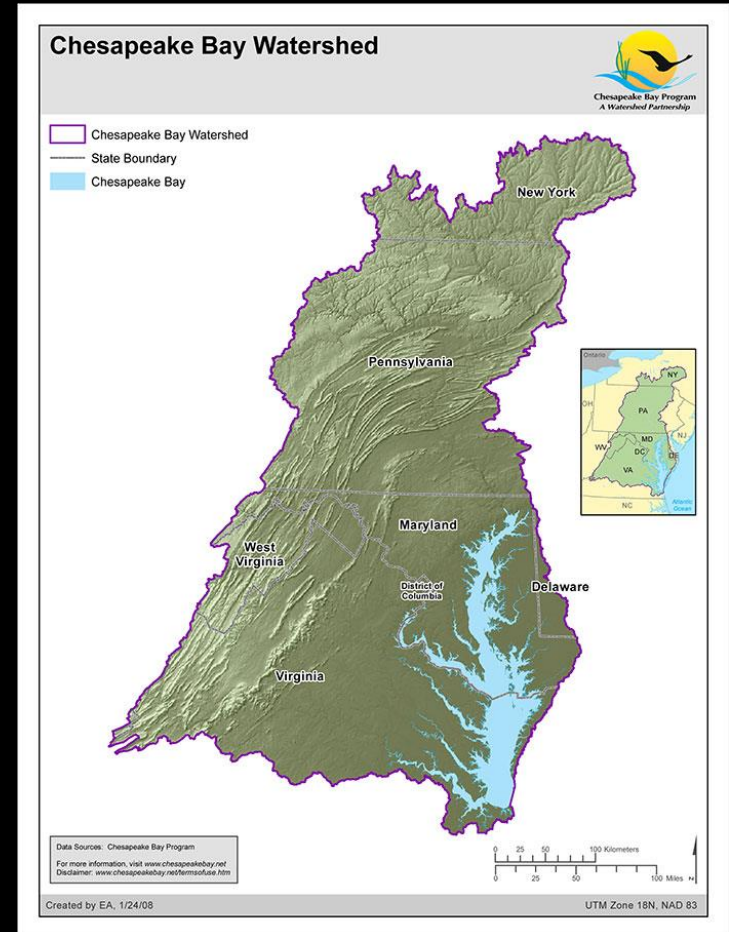 Chesapeake Bay Watershed
Chesapeake Bay Program
A Watershed Partnership
Chesapeake Bay Watershed
State Boundary
Chesapeake Bay
New York
Pennsylvania
Maryland
West
Virginia
District of
Columbia
Delaware
Virginia
Ontario
NY
OH
PA
NJ
MD
WV
DC
DE
VA
NC
Atlantic
Ocean
Data Sources: Chesapeake Bay Program
For more information, visit www.chesapeakebay.net
Disclaimer: www.chesapeakebay.net/termsofuse.htm
0 25 50 100 Kilometers
0 25 50 100 Miles
N
Created by EA, 1/24/08
UTM Zone 18N, NAD 83